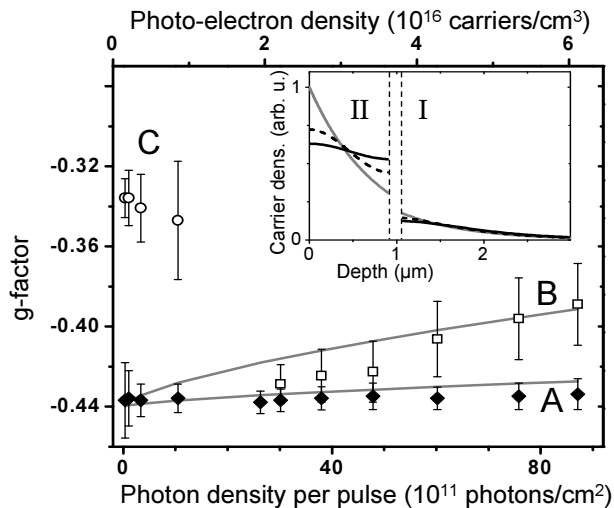 Photo-electron density (10^16 carriers/cm^3)
0 2 4 6
g-factor
-0.32
-0.36
-0.40
-0.44
C
B
A
Carrier dens. (arb. u.)
1
0
II I
0 1 2
Depth (μm)
0 40 80
Photon density per pulse (10^11 photons/cm^2)